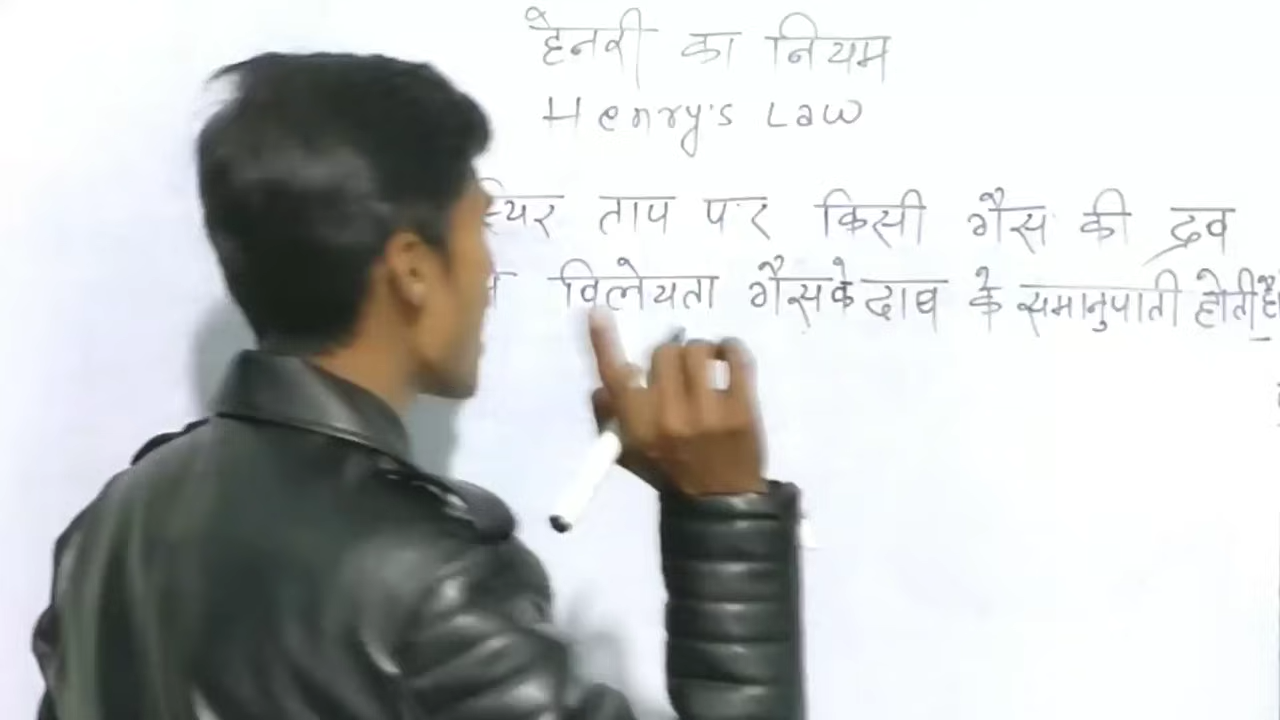 हेनरी का नियम
Henry's Law
ताप पर किसी गैस की द्रव
विलेयता गैस के दाब के समानुपाती होती है